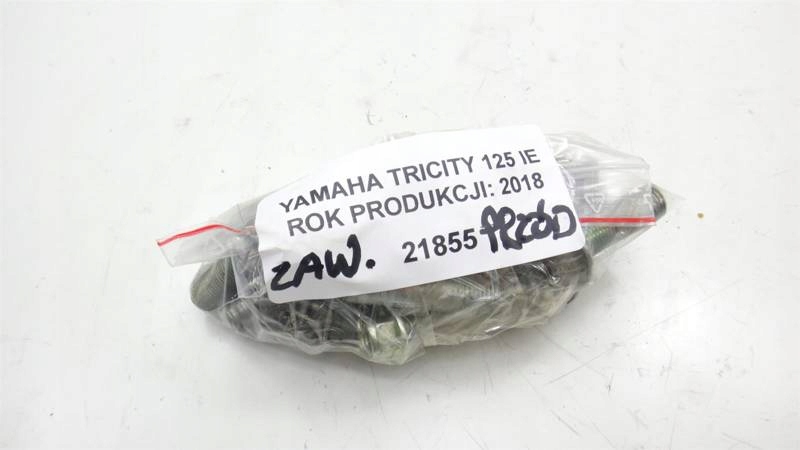 YAMAHA TRICITY 125 IE
ROK PRODUKCJI: 2018
ZAW. 21855 PRZÓD